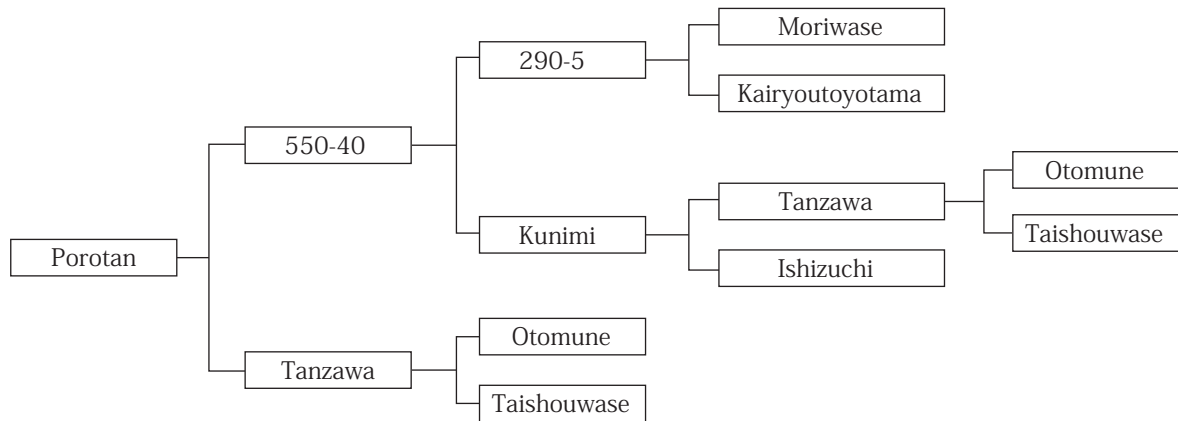 Moriwase
290-5
Kairyoutoyotama
550-40
Otomune
Tanzawa
Kunimi
Taishouwase
Porotan
Ishizuchi
Otomune
Tanzawa
Taishouwase